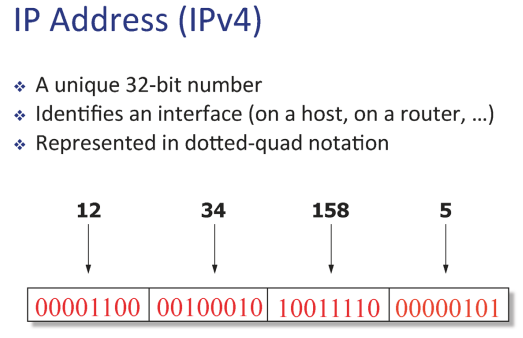 IP Address (IPv4)
❖ A unique 32-bit number
❖ Identifies an interface (on a host, on a router, …)
❖ Represented in dotted-quad notation
12 34 158 5
00001100 00100010 10011110 00000101